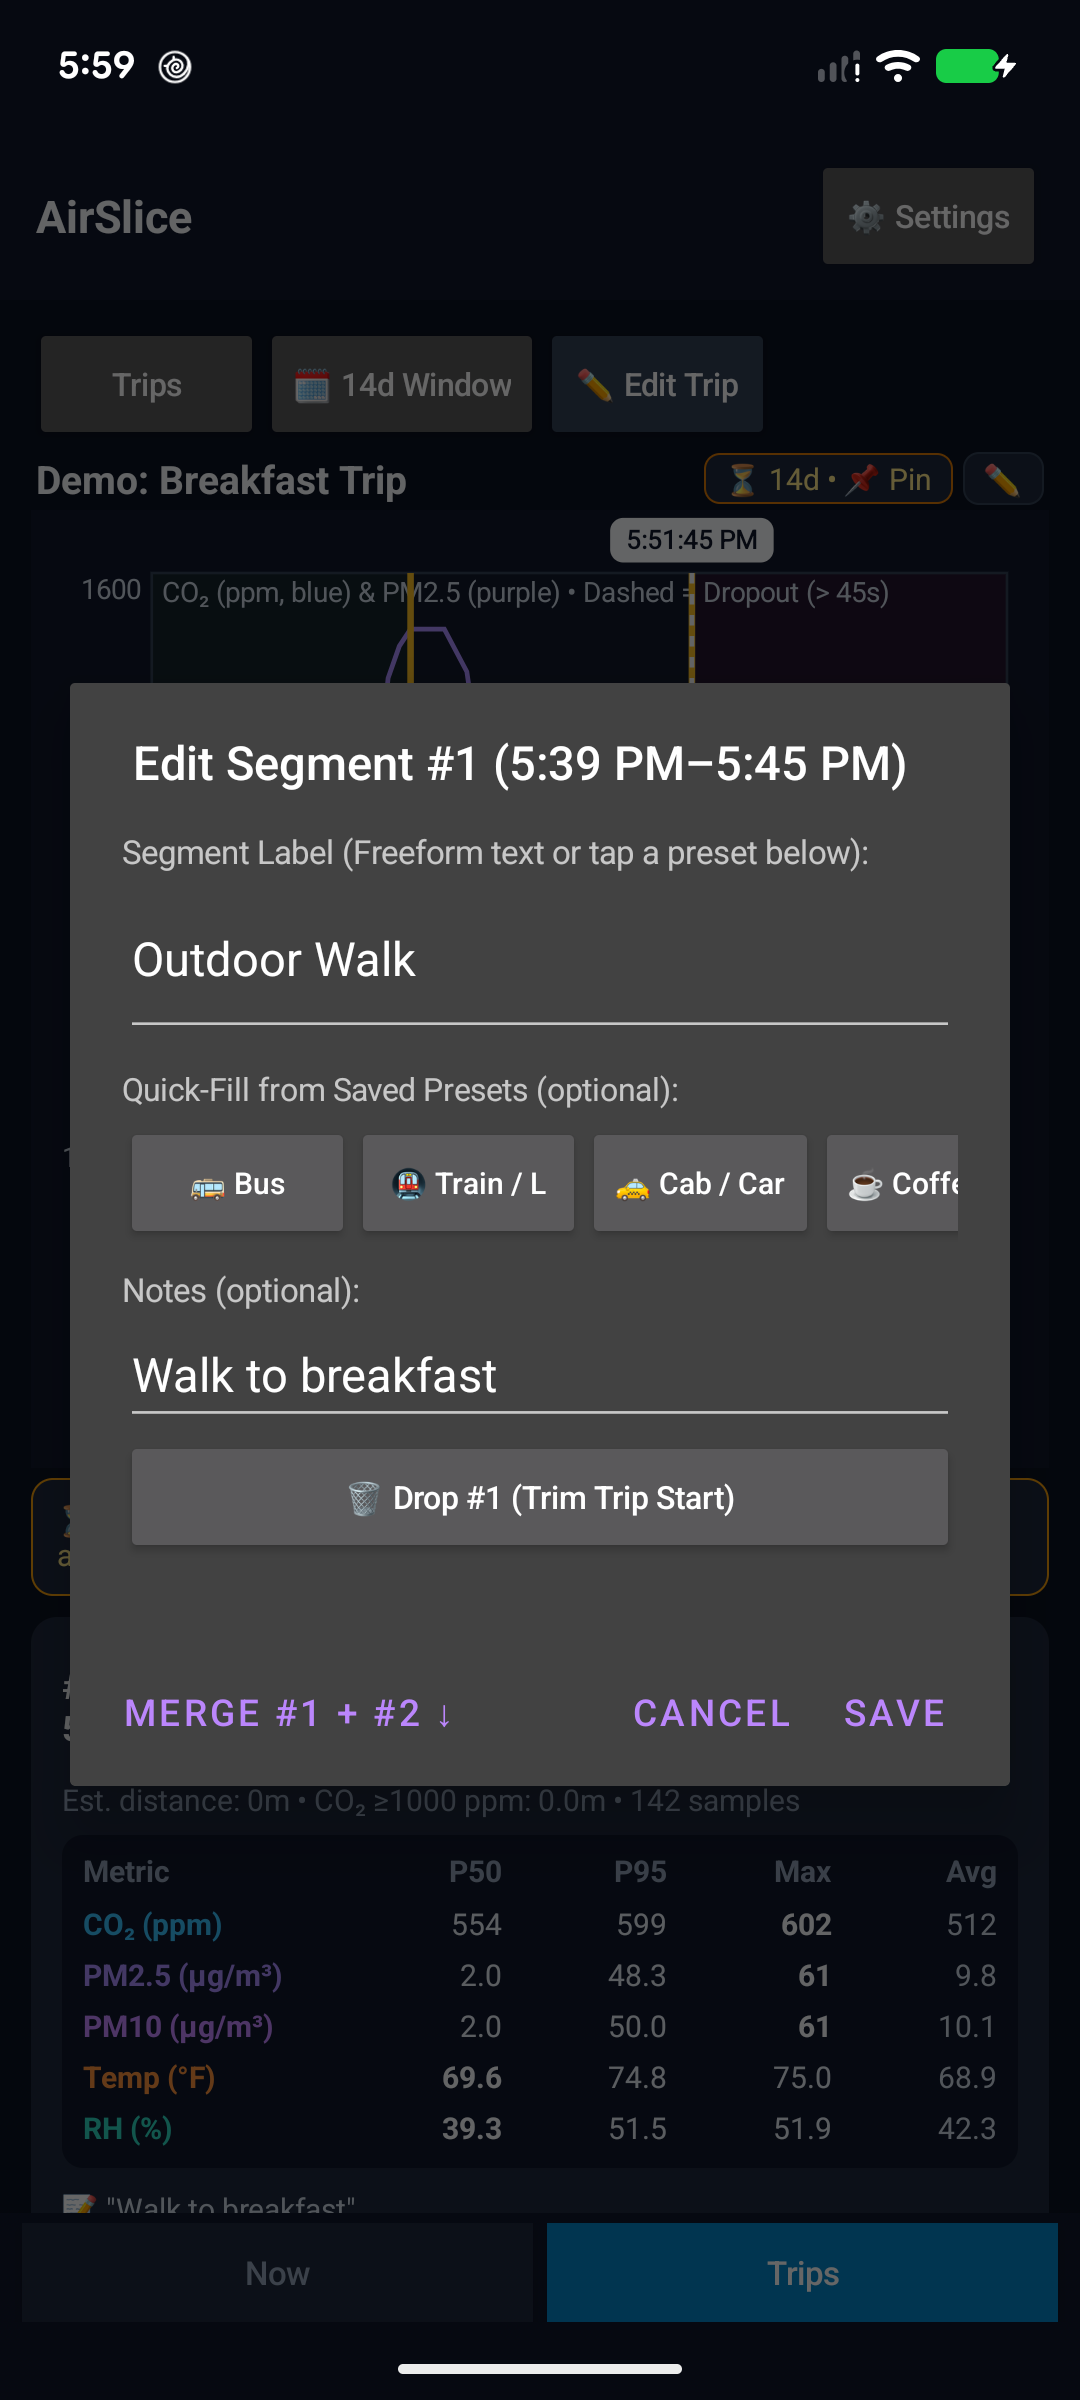 5:59
AirSlice
⚙️ Settings
Trips
🗓️ 14d Window
✏️ Edit Trip
Demo: Breakfast Trip
⏳ 14d • 📌 Pin
✏️
5:51:45 PM
1600
CO₂ (ppm, blue) & PM2.5 (purple) • Dashed = Dropout (> 45s)
Edit Segment #1 (5:39 PM–5:45 PM)
Segment Label (Freeform text or tap a preset below):
Outdoor Walk
Quick-Fill from Saved Presets (optional):
🚌 Bus
🚇 Train / L
🚕 Cab / Car
☕ Coffe
Notes (optional):
Walk to breakfast
🗑️ Drop #1 (Trim Trip Start)
MERGE #1 + #2 ↓
CANCEL
SAVE
Est. distance: 0m • CO₂ ≥1000 ppm: 0.0m • 142 samples
Metric P50 P95 Max Avg
CO₂ (ppm) 554 599 602 512
PM2.5 (µg/m³) 2.0 48.3 61 9.8
PM10 (µg/m³) 2.0 50.0 61 10.1
Temp (°F) 69.6 74.8 75.0 68.9
RH (%) 39.3 51.5 51.9 42.3
📝 "Walk to breakfast"
Now
Trips